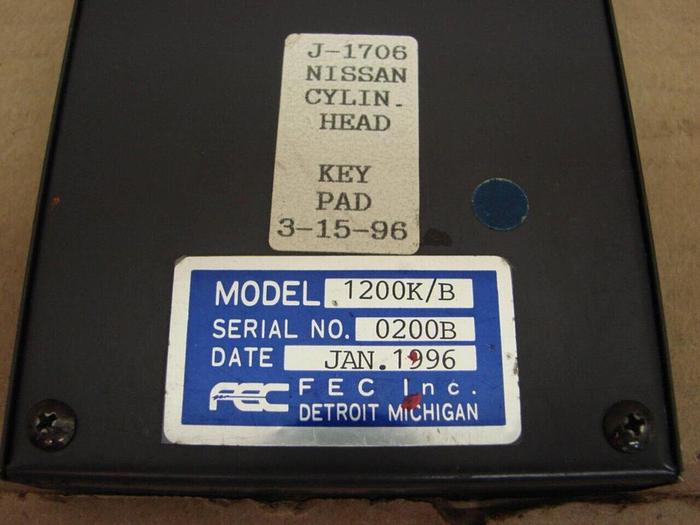 J-1706
NISSAN
CYLIN.
HEAD
KEY
PAD
3-15-96
MODEL 1200K/B
SERIAL NO. 0200B
DATE JAN.1996
FEC FEC Inc.
DETROIT MICHIGAN